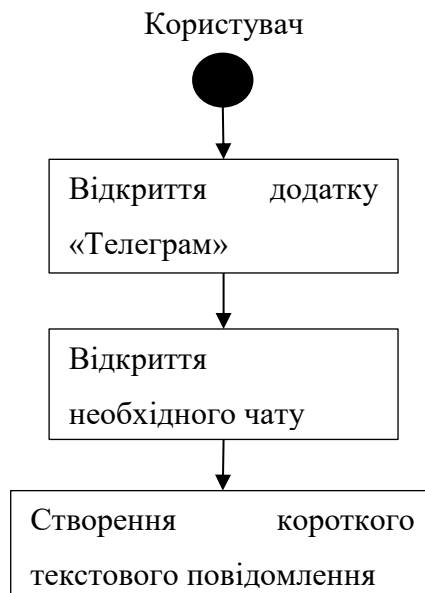 Користувач
Відкриття додатку
«Телеграм»
Відкриття
необхідного чату
Створення короткого
текстового повідомлення